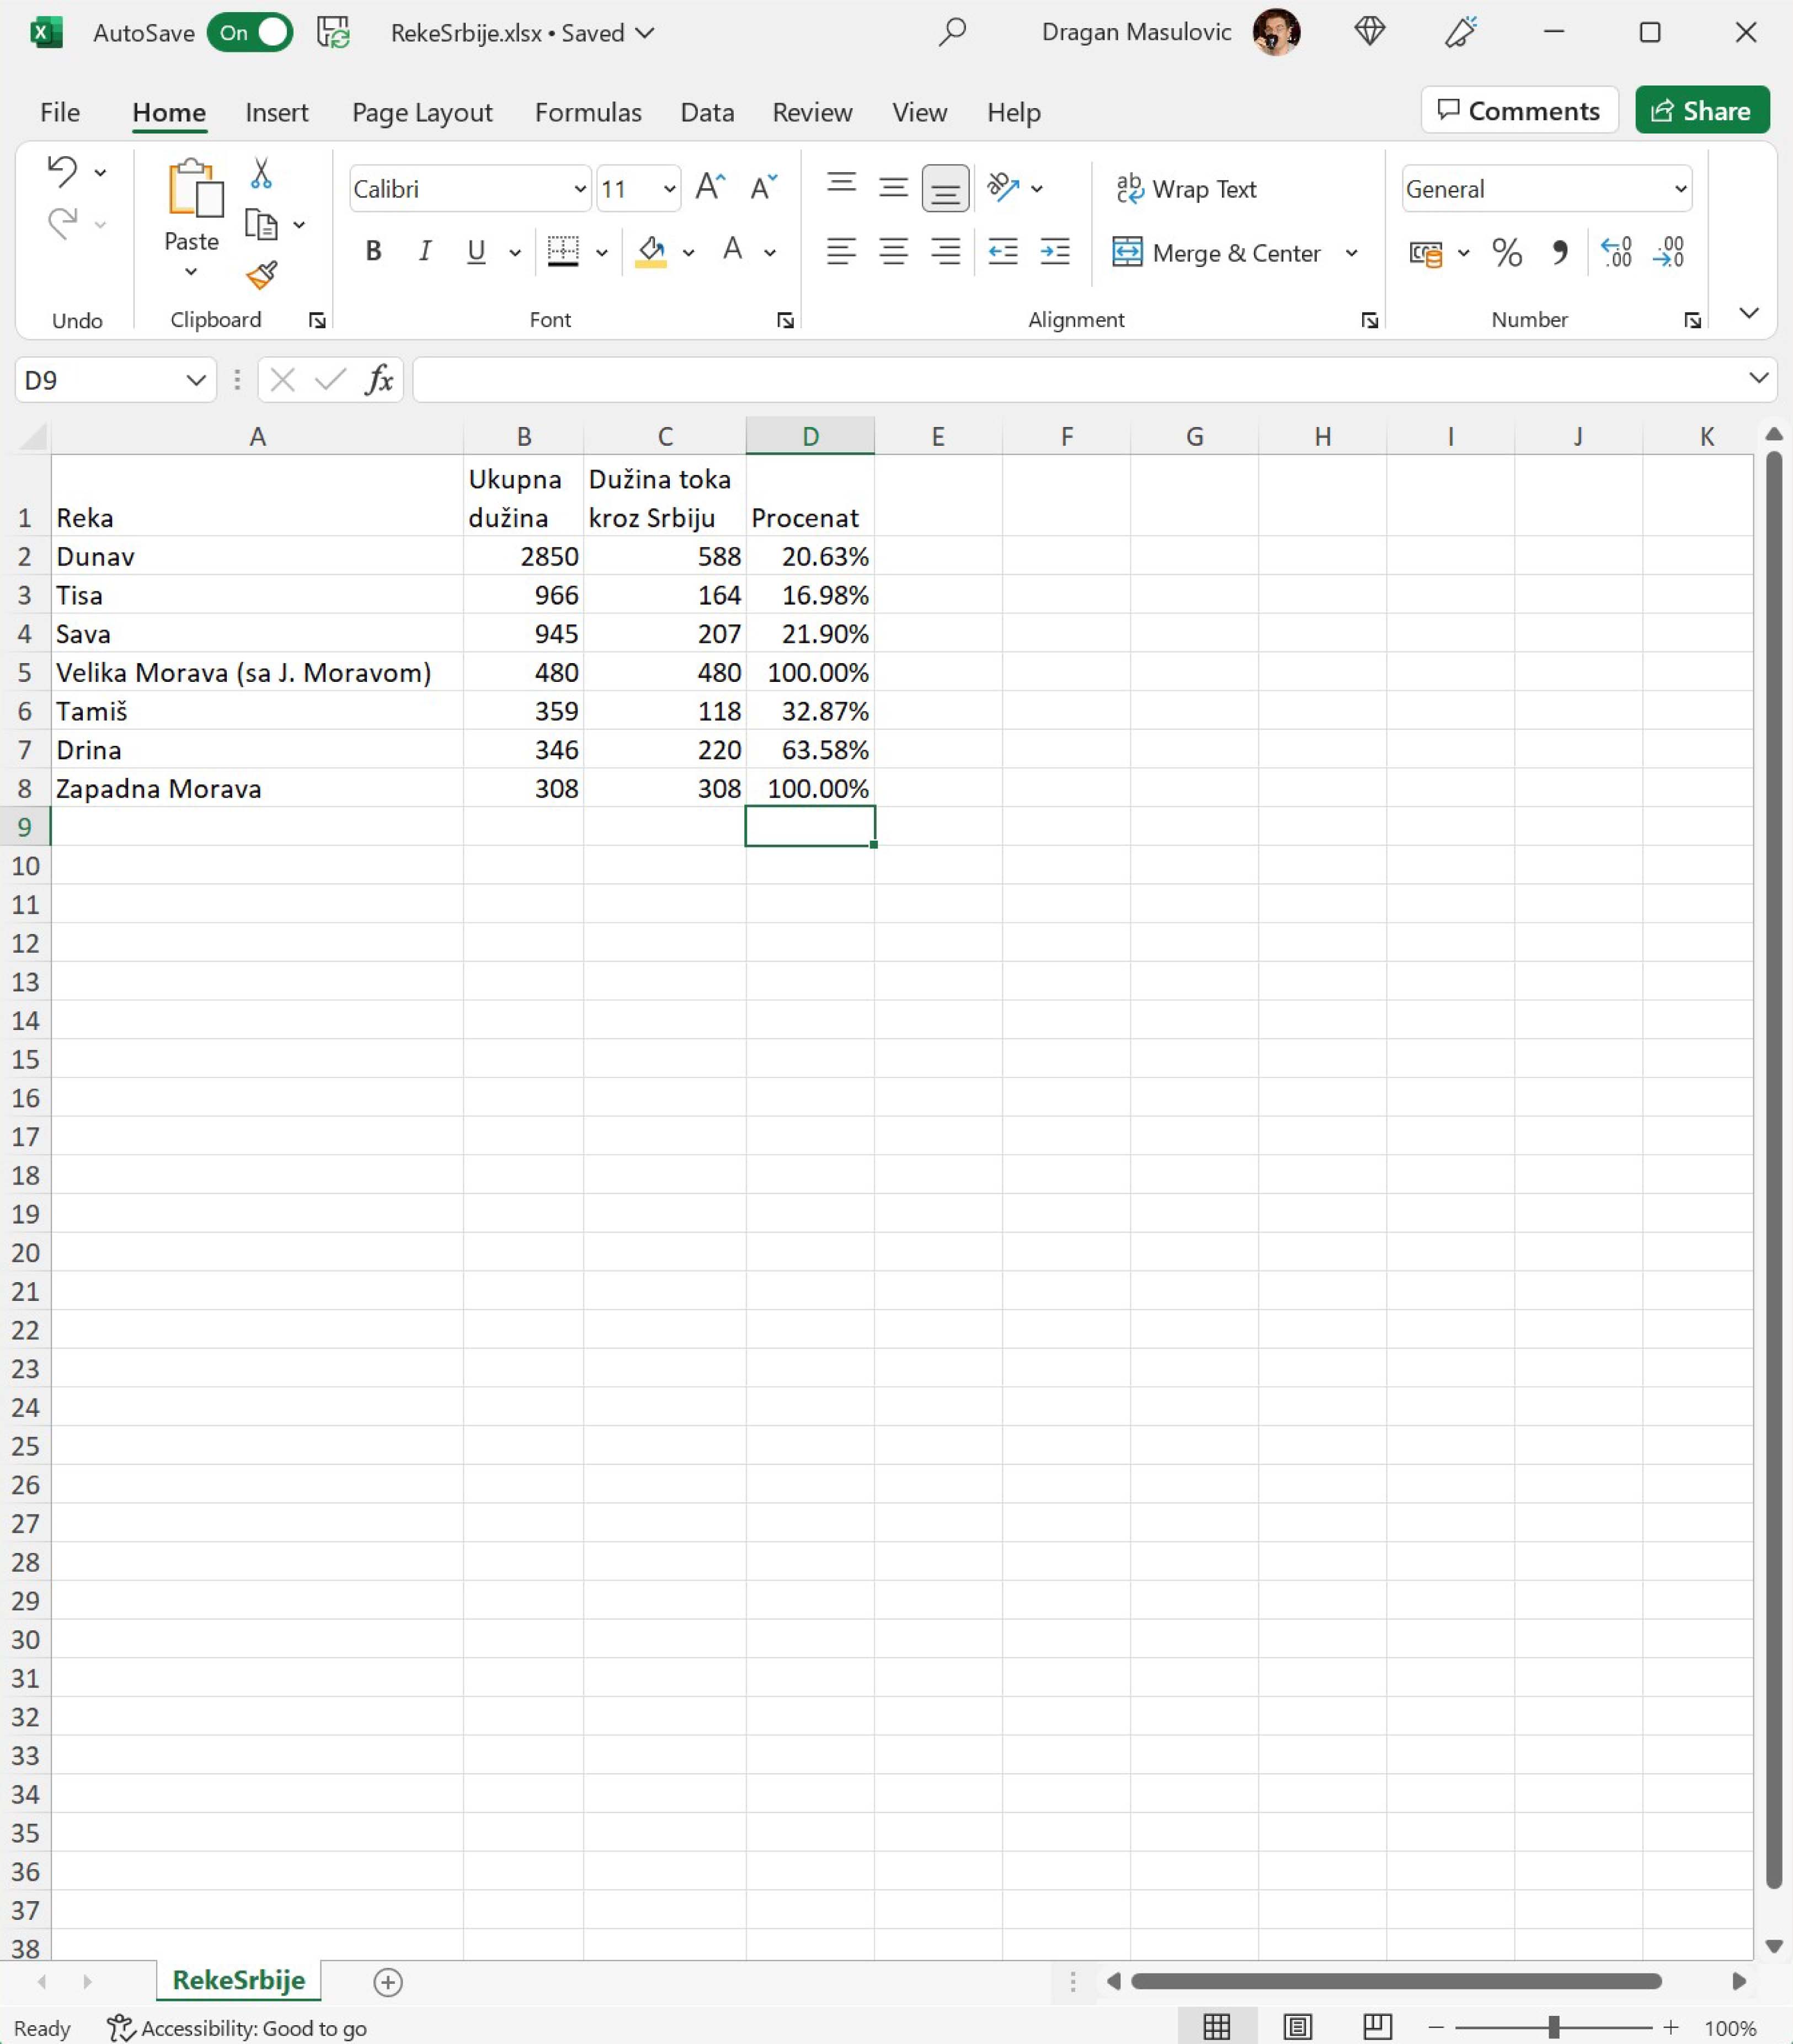 AutoSave On RekeSrbije.xlsx • Saved Dragan Masulovic
File Home Insert Page Layout Formulas Data Review View Help Comments Share
Calibri 11 Wrap Text General
Paste B I U A Merge & Center % .00
Undo Clipboard Font Alignment Number
D9 fx
A B C D E F G H I J K
Ukupna Dužina toka
1 Reka dužina kroz Srbiju Procenat
2 Dunav 2850 588 20.63%
3 Tisa 966 164 16.98%
4 Sava 945 207 21.90%
5 Velika Morava (sa J. Moravom) 480 480 100.00%
6 Tamiš 359 118 32.87%
7 Drina 346 220 63.58%
8 Zapadna Morava 308 308 100.00%
9
10
11
12
13
14
15
16
17
18
19
20
21
22
23
24
25
26
27
28
29
30
31
32
33
34
35
36
37
38
RekeSrbije
Ready Accessibility: Good to go 100%